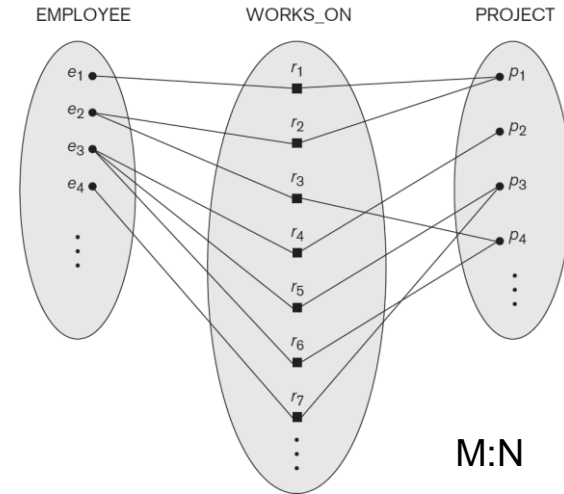 EMPLOYEE WORKS_ON PROJECT
e1 r1 p1
e2 r2 p2
e3 r3 p3
e4 r4 p4
r5
r6
r7
M:N